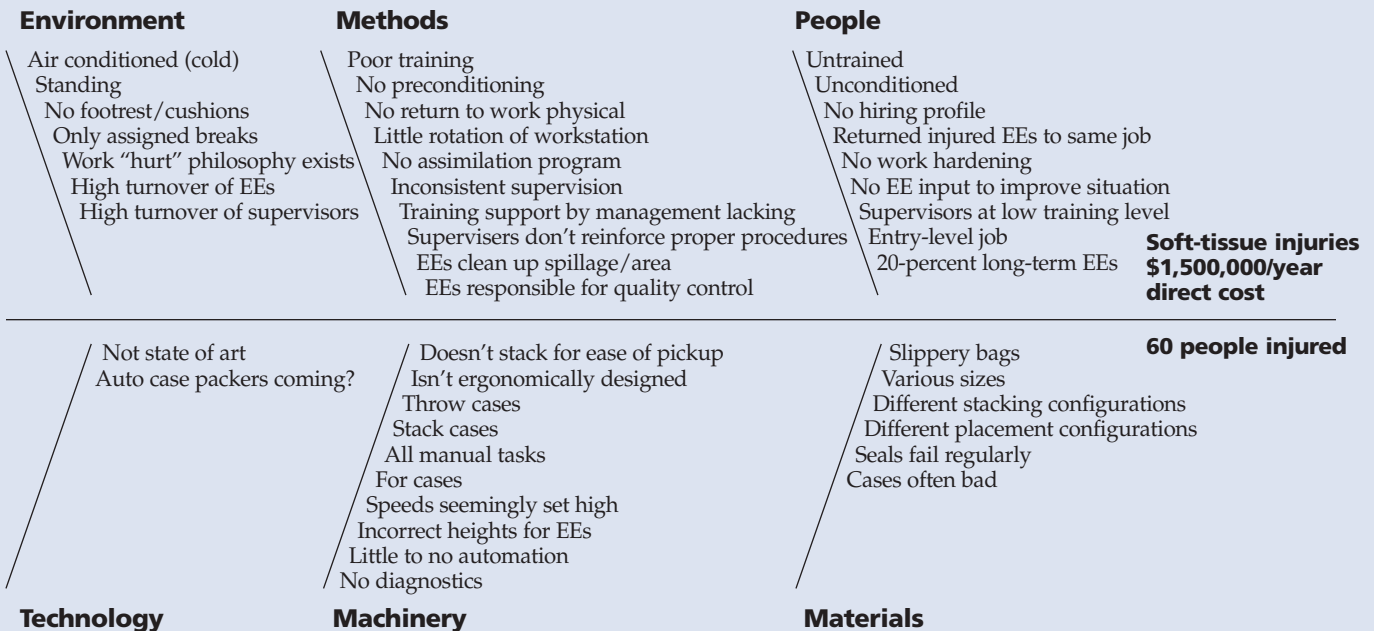 Environment
Air conditioned (cold)
Standing
No footrest/cushions
Only assigned breaks
Work “hurt” philosophy exists
High turnover of EEs
High turnover of supervisors
Methods
Poor training
No preconditioning
No return to work physical
Little rotation of workstation
No assimilation program
Inconsistent supervision
Training support by management lacking
Supervisers don’t reinforce proper procedures
EEs clean up spillage/area
EEs responsible for quality control
People
Untrained
Unconditioned
No hiring profile
Returned injured EEs to same job
No work hardening
No EE input to improve situation
Supervisors at low training level
Entry-level job
20-percent long-term EEs
Soft-tissue injuries
$1,500,000/year
direct cost
60 people injured
Not state of art
Auto case packers coming?
Technology
Doesn’t stack for ease of pickup
Isn’t ergonomically designed
Throw cases
Stack cases
All manual tasks
For cases
Speeds seemingly set high
Incorrect heights for EEs
Little to no automation
No diagnostics
Machinery
Slippery bags
Various sizes
Different stacking configurations
Different placement configurations
Seals fail regularly
Cases often bad
Materials